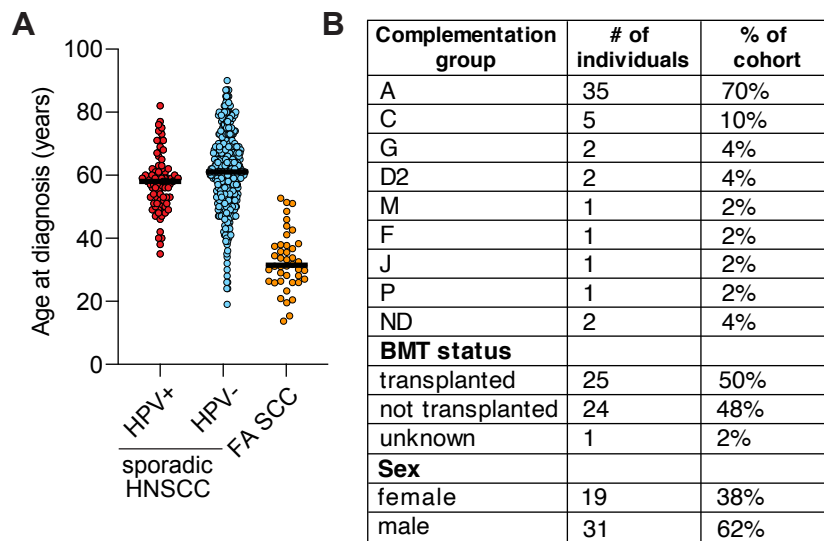 A
Age at diagnosis (years)
100
80
60
40
20
0
HPV+
HPV-
FA SCC
sporadic
HNSCC
B
Complementation group # of individuals % of cohort
A 35 70%
C 5 10%
G 2 4%
D2 2 4%
M 1 2%
F 1 2%
J 1 2%
P 1 2%
ND 2 4%
BMT status
transplanted 25 50%
not transplanted 24 48%
unknown 1 2%
Sex
female 19 38%
male 31 62%